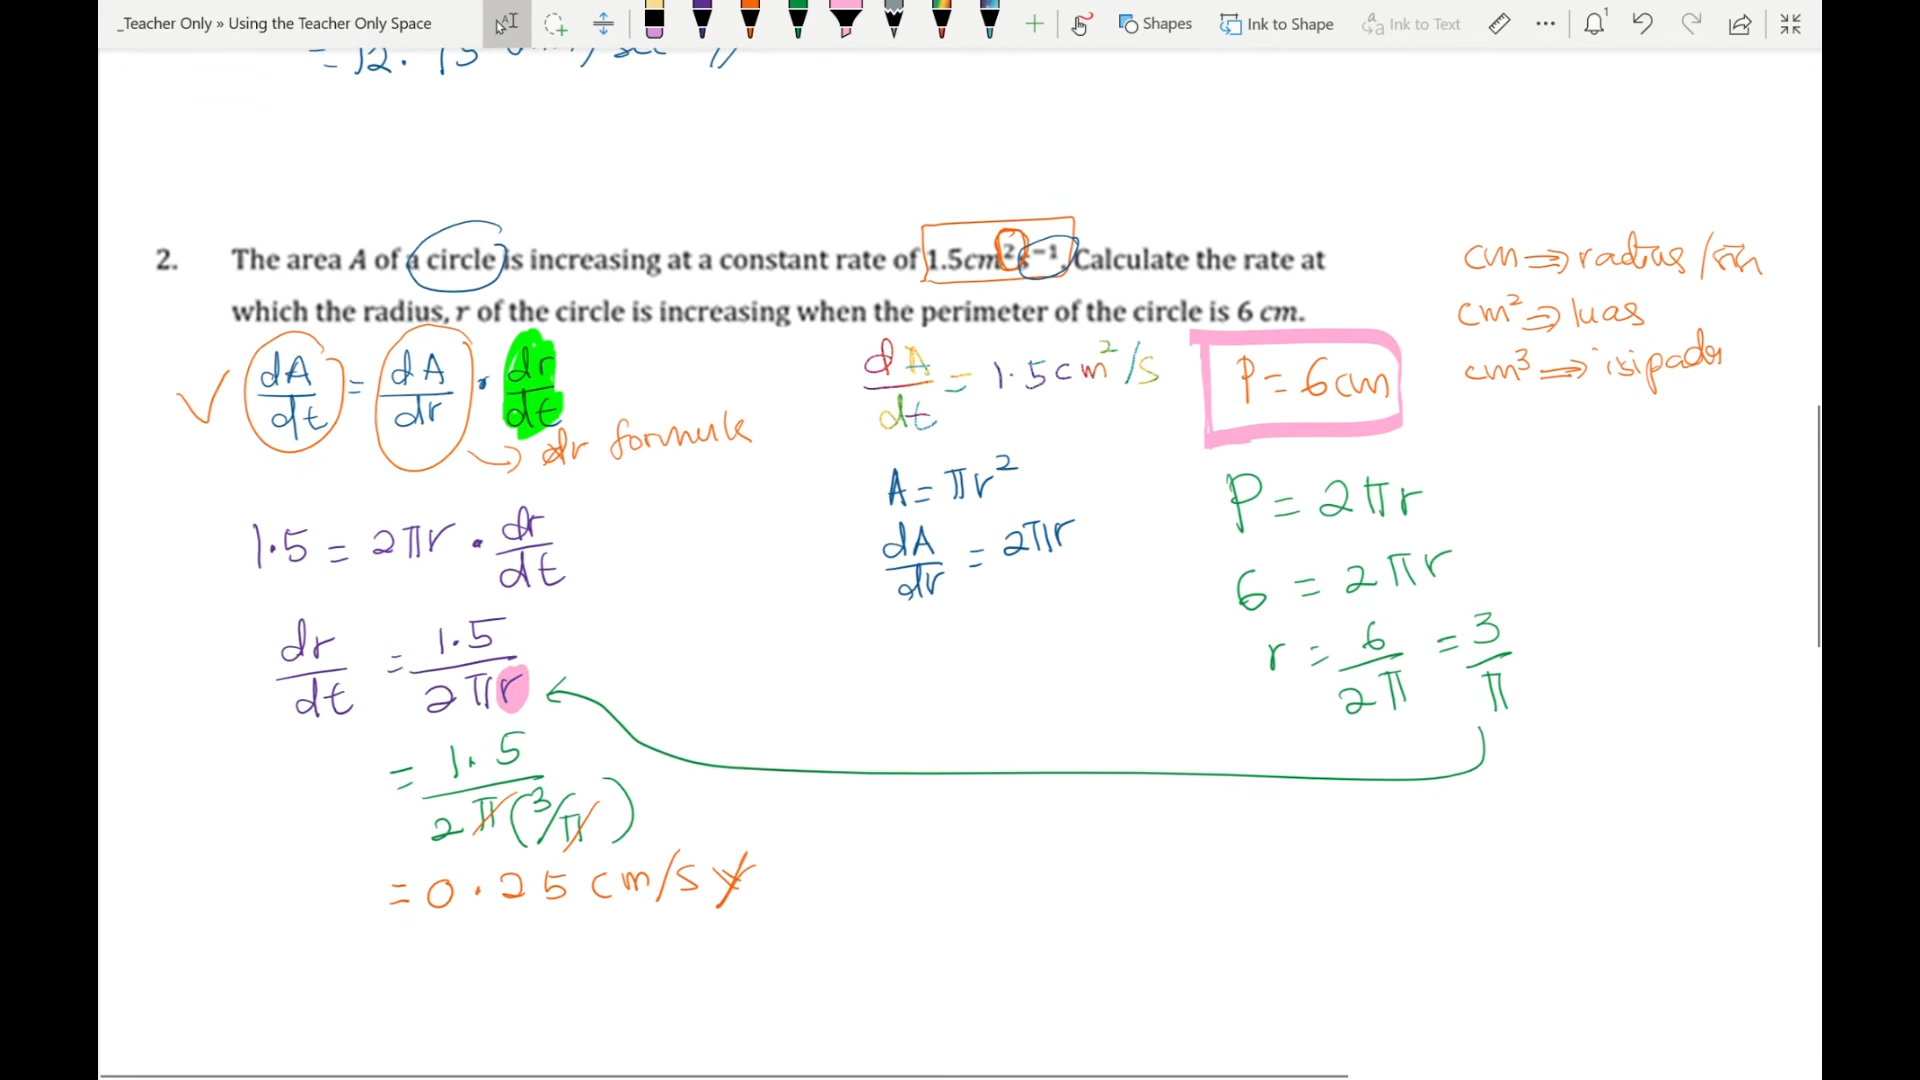 _Teacher Only » Using the Teacher Only Space
Shapes
Ink to Shape
Ink to Text
2. The area A of a circle is increasing at a constant rate of 1.5cm²s⁻¹. Calculate the rate at
which the radius, r of the circle is increasing when the perimeter of the circle is 6 cm.
dA/dt = dA/dr · dr/dt
dr formula
1.5 = 2πr · dr/dt
dr/dt = 1.5/2πr
= 1.5/2π(3/π)
= 0.25 cm/s
dA/dt = 1.5cm²/s
A = πr²
dA/dr = 2πr
P = 6cm
P = 2πr
6 = 2πr
r = 6/2π = 3/π
cm ⇒ radius /
cm² ⇒ luas
cm³ ⇒ isipadu